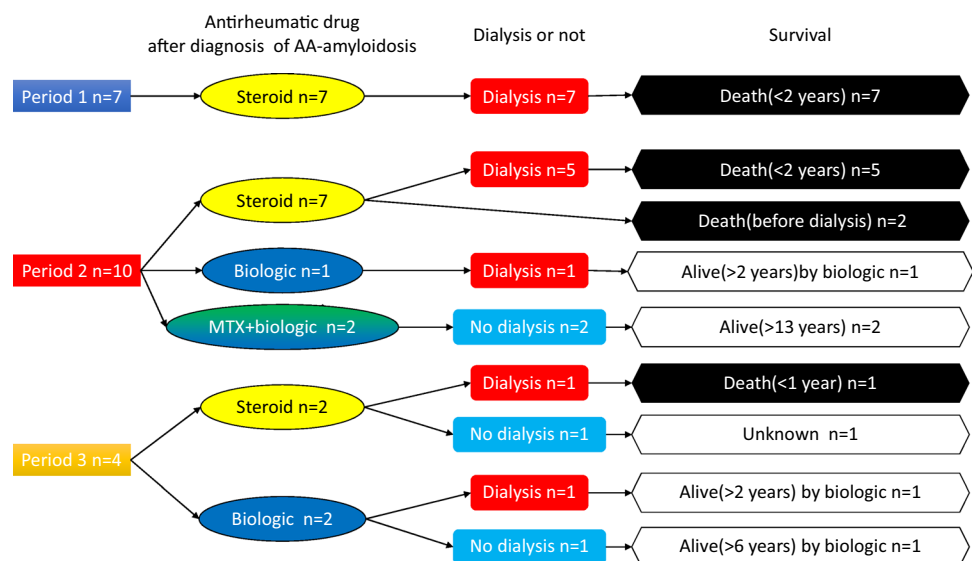 Antirheumatic drug
after diagnosis of AA-amyloidosis
Dialysis or not
Survival
Period 1 n=7
Steroid n=7
Dialysis n=7
Death(<2 years) n=7
Period 2 n=10
Steroid n=7
Dialysis n=5
Death(<2 years) n=5
Death(before dialysis) n=2
Biologic n=1
Dialysis n=1
Alive(>2 years)by biologic n=1
MTX+biologic n=2
No dialysis n=2
Alive(>13 years) n=2
Period 3 n=4
Steroid n=2
Dialysis n=1
Death(<1 year) n=1
No dialysis n=1
Unknown n=1
Biologic n=2
Dialysis n=1
Alive(>2 years) by biologic n=1
No dialysis n=1
Alive(>6 years) by biologic n=1